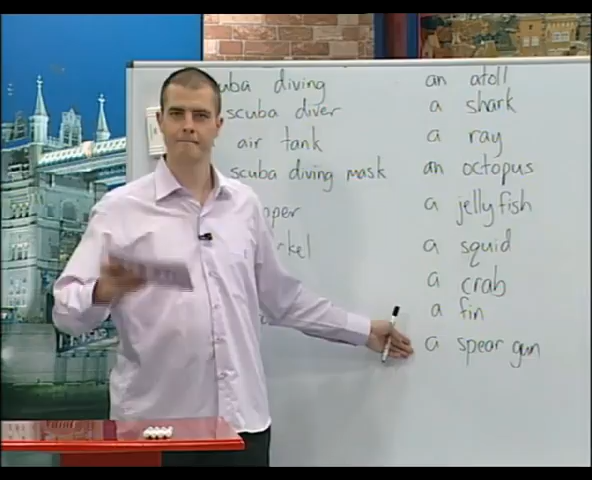 scuba diving
scuba diver
air tank
scuba diving mask
an atoll
a shark
a ray
an octopus
a jellyfish
a squid
a crab
a fin
a spear gun